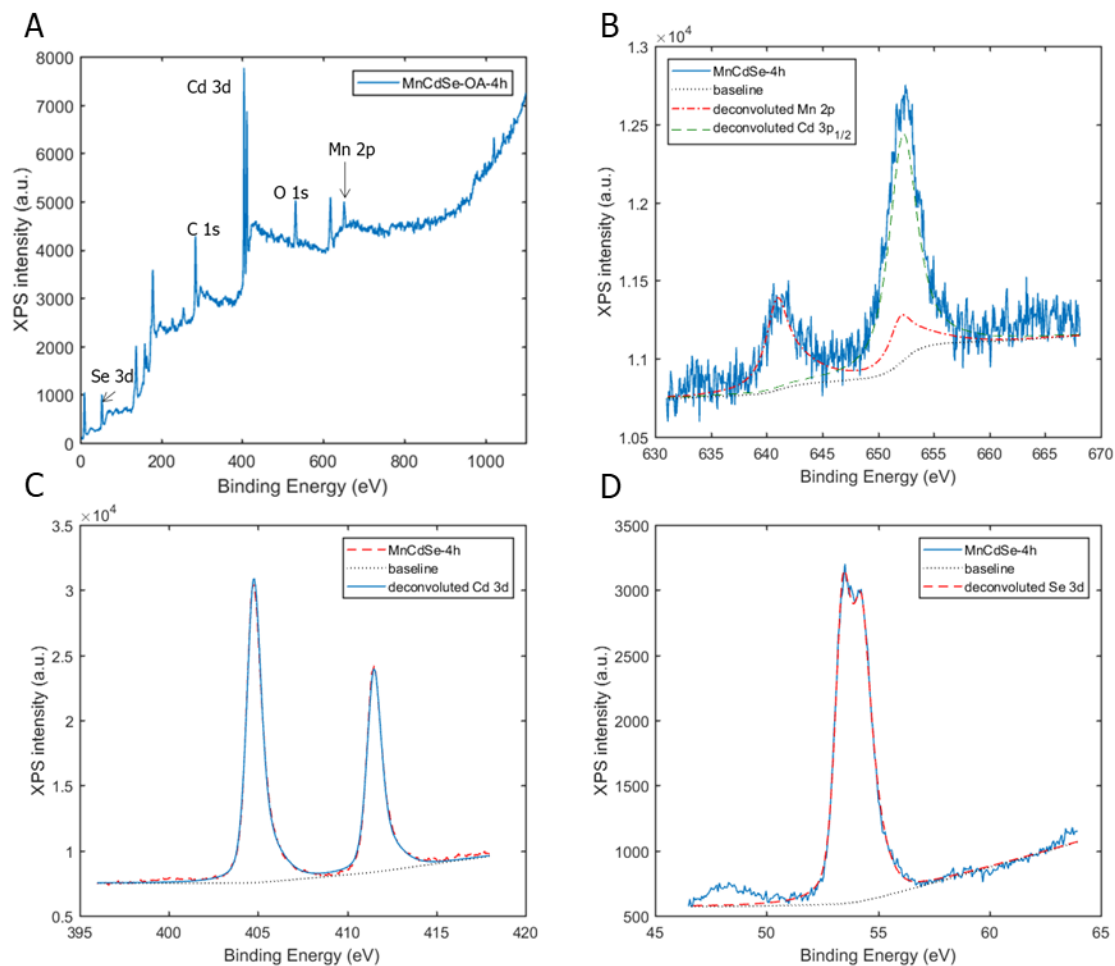 A
8000
7000
6000
5000
4000
3000
2000
1000
0
0 200 400 600 800 1000
XPS intensity (a.u.)
Binding Energy (eV)
MnCdSe-OA-4h
Cd 3d
Mn 2p
O 1s
C 1s
Se 3d
B
×10⁴
1.3
1.25
1.2
1.15
1.1
1.05
630 635 640 645 650 655 660 665 670
XPS intensity (a.u.)
Binding Energy (eV)
MnCdSe-4h
baseline
deconvoluted Mn 2p
deconvoluted Cd 3p1/2
C
×10⁴
3.5
3
2.5
2
1.5
1
0.5
395 400 405 410 415 420
XPS intensity (a.u.)
Binding Energy (eV)
MnCdSe-4h
baseline
deconvoluted Cd 3d
D
3500
3000
2500
2000
1500
1000
500
45 50 55 60 65
XPS intensity (a.u.)
Binding Energy (eV)
MnCdSe-4h
baseline
deconvoluted Se 3d